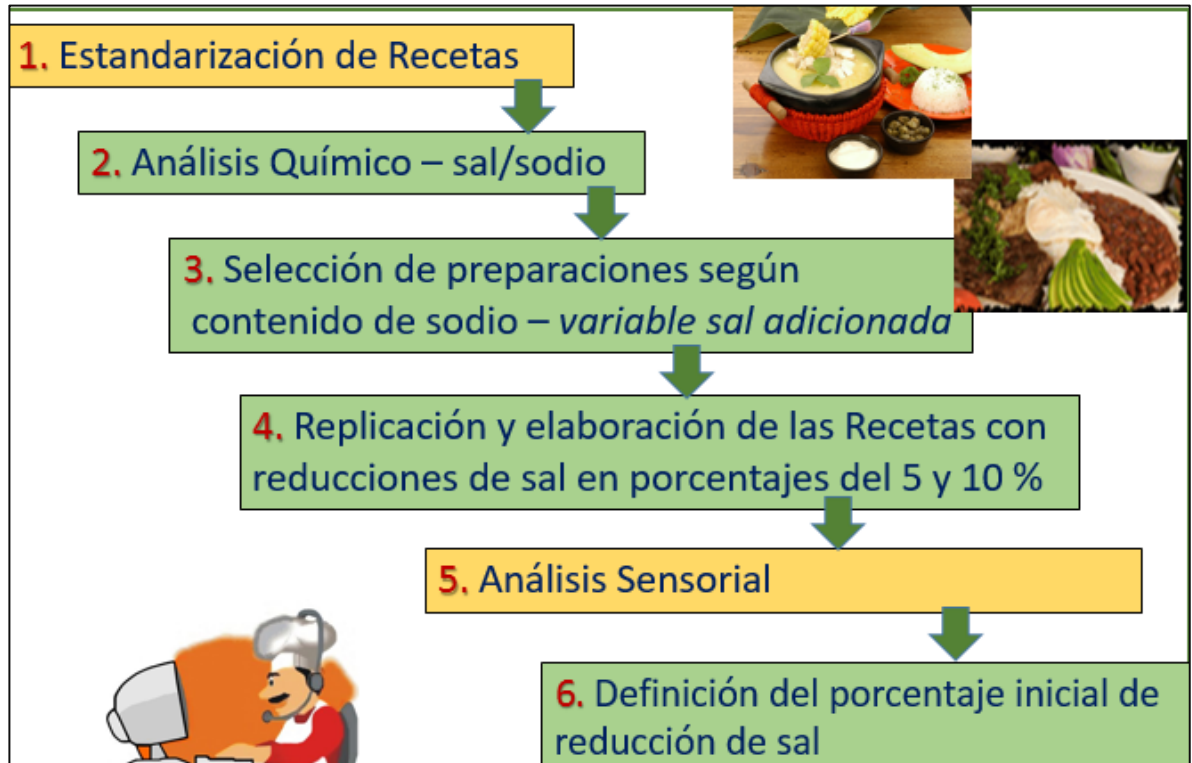 1. Estandarización de Recetas
2. Análisis Químico – sal/sodio
3. Selección de preparaciones según
contenido de sodio – variable sal adicionada
4. Replicación y elaboración de las Recetas con
reducciones de sal en porcentajes del 5 y 10 %
5. Análisis Sensorial
6. Definición del porcentaje inicial de
reducción de sal